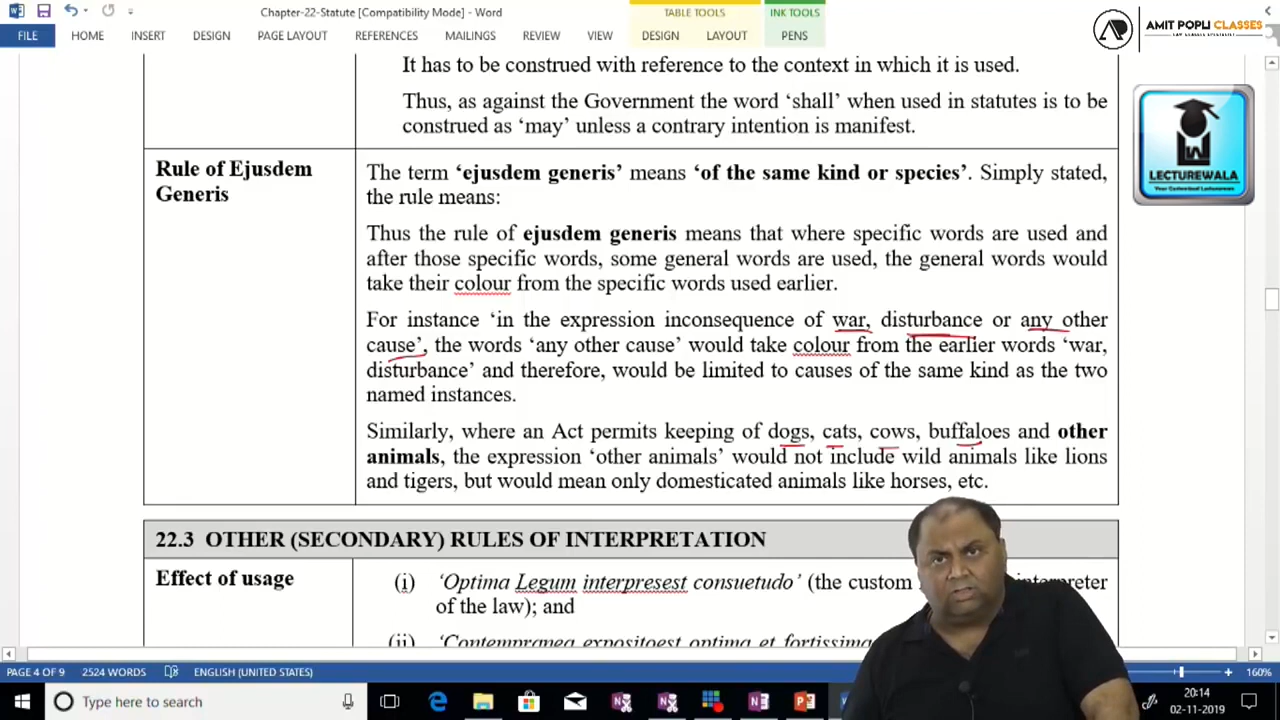 Chapter-22-Statute [Compatibility Mode] - Word
TABLE TOOLS
INK TOOLS
FILE
HOME
INSERT
DESIGN
PAGE LAYOUT
REFERENCES
MAILINGS
REVIEW
VIEW
DESIGN
LAYOUT
PENS
AMIT POPLI CLASSES
It has to be construed with reference to the context in which it is used.
Thus, as against the Government the word ‘shall’ when used in statutes is to be
construed as ‘may’ unless a contrary intention is manifest.
LECTUREWALA
Rule of Ejusdem
Generis
The term ‘ejusdem generis’ means ‘of the same kind or species’. Simply stated,
the rule means:
Thus the rule of ejusdem generis means that where specific words are used and
after those specific words, some general words are used, the general words would
take their colour from the specific words used earlier.
For instance ‘in the expression inconsequence of war, disturbance or any other
cause’, the words ‘any other cause’ would take colour from the earlier words ‘war,
disturbance’ and therefore, would be limited to causes of the same kind as the two
named instances.
Similarly, where an Act permits keeping of dogs, cats, cows, buffaloes and other
animals, the expression ‘other animals’ would not include wild animals like lions
and tigers, but would mean only domesticated animals like horses, etc.
22.3 OTHER (SECONDARY) RULES OF INTERPRETATION
Effect of usage
(i) ‘Optima Legum interpresest consuetudo’ (the custom interpreter
of the law); and
(ii) ‘Contempranea expositoest optima et fortissima
PAGE 4 OF 9
2524 WORDS
ENGLISH (UNITED STATES)
160%
Type here to search
20:14
02-11-2019